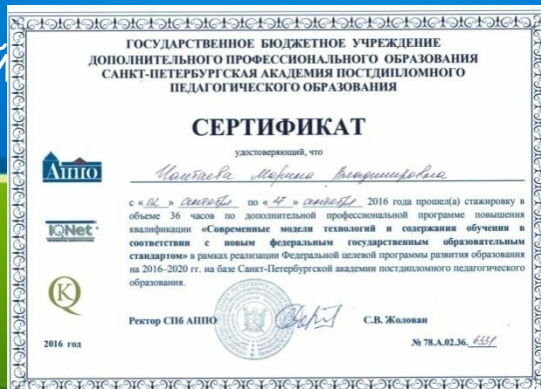 ГОСУДАРСТВЕННОЕ БЮДЖЕТНОЕ УЧРЕЖДЕНИЕ
ДОПОЛНИТЕЛЬНОГО ПРОФЕССИОНАЛЬНОГО ОБРАЗОВАНИЯ
САНКТ-ПЕТЕРБУРГСКАЯ АКАДЕМИЯ ПОСТДИПЛОМНОГО
ПЕДАГОГИЧЕСКОГО ОБРАЗОВАНИЯ
СЕРТИФИКАТ
удостоверяющий, что
Марина Владимировна
АППО
с « » сентября по « » сентября 2016 года прошел(а) стажировку в
объеме 36 часов по дополнительной профессиональной программе повышения
IQNet
квалификации «Современные модели технологий и содержания обучения в
соответствии с новым федеральным государственным образовательным
стандартом» в рамках реализации Федеральной целевой программы развития образования
на 2016–2020 гг. на базе Санкт-Петербургской академии постдипломного педагогического
образования.
Ректор СПб АППО С.В. Жолован
2016 год № 78.А.02.36.